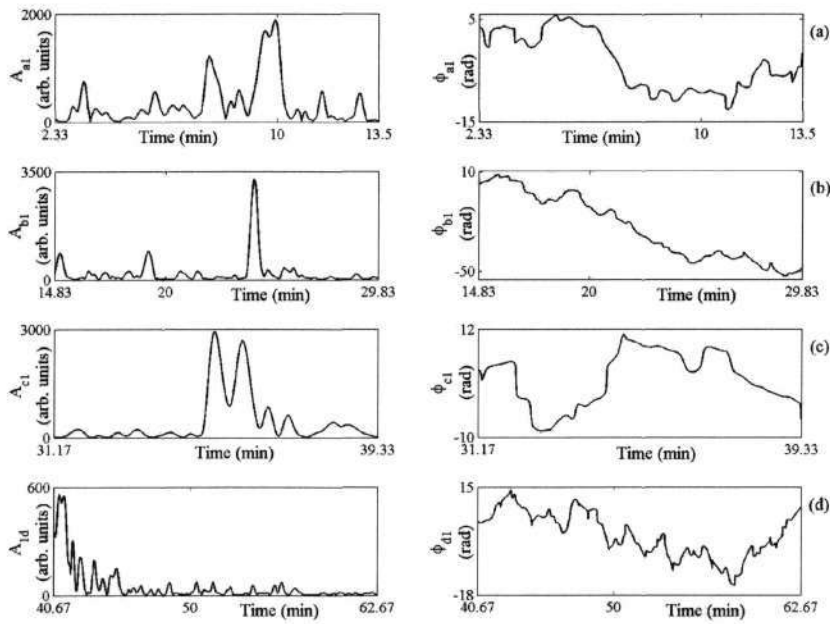 2000
A_a1
(arb. units)
0
2.33
Time (min)
10
13.5
5
ϕ_a1
(rad)
-15
2.33
10
Time (min)
13.5
(a)
3500
A_b1
(arb. units)
0
14.83
20
Time (min)
29.83
10
ϕ_b1
(rad)
-50
14.83
20
Time (min)
29.83
(b)
3000
A_c1
(arb. units)
0
31.17
Time (min)
39.33
12
ϕ_c1
(rad)
-10
31.17
Time (min)
39.33
(c)
600
A_1d
(arb. units)
0
40.67
50
Time (min)
62.67
15
ϕ_d1
(rad)
-18
40.67
50
Time (min)
62.67
(d)